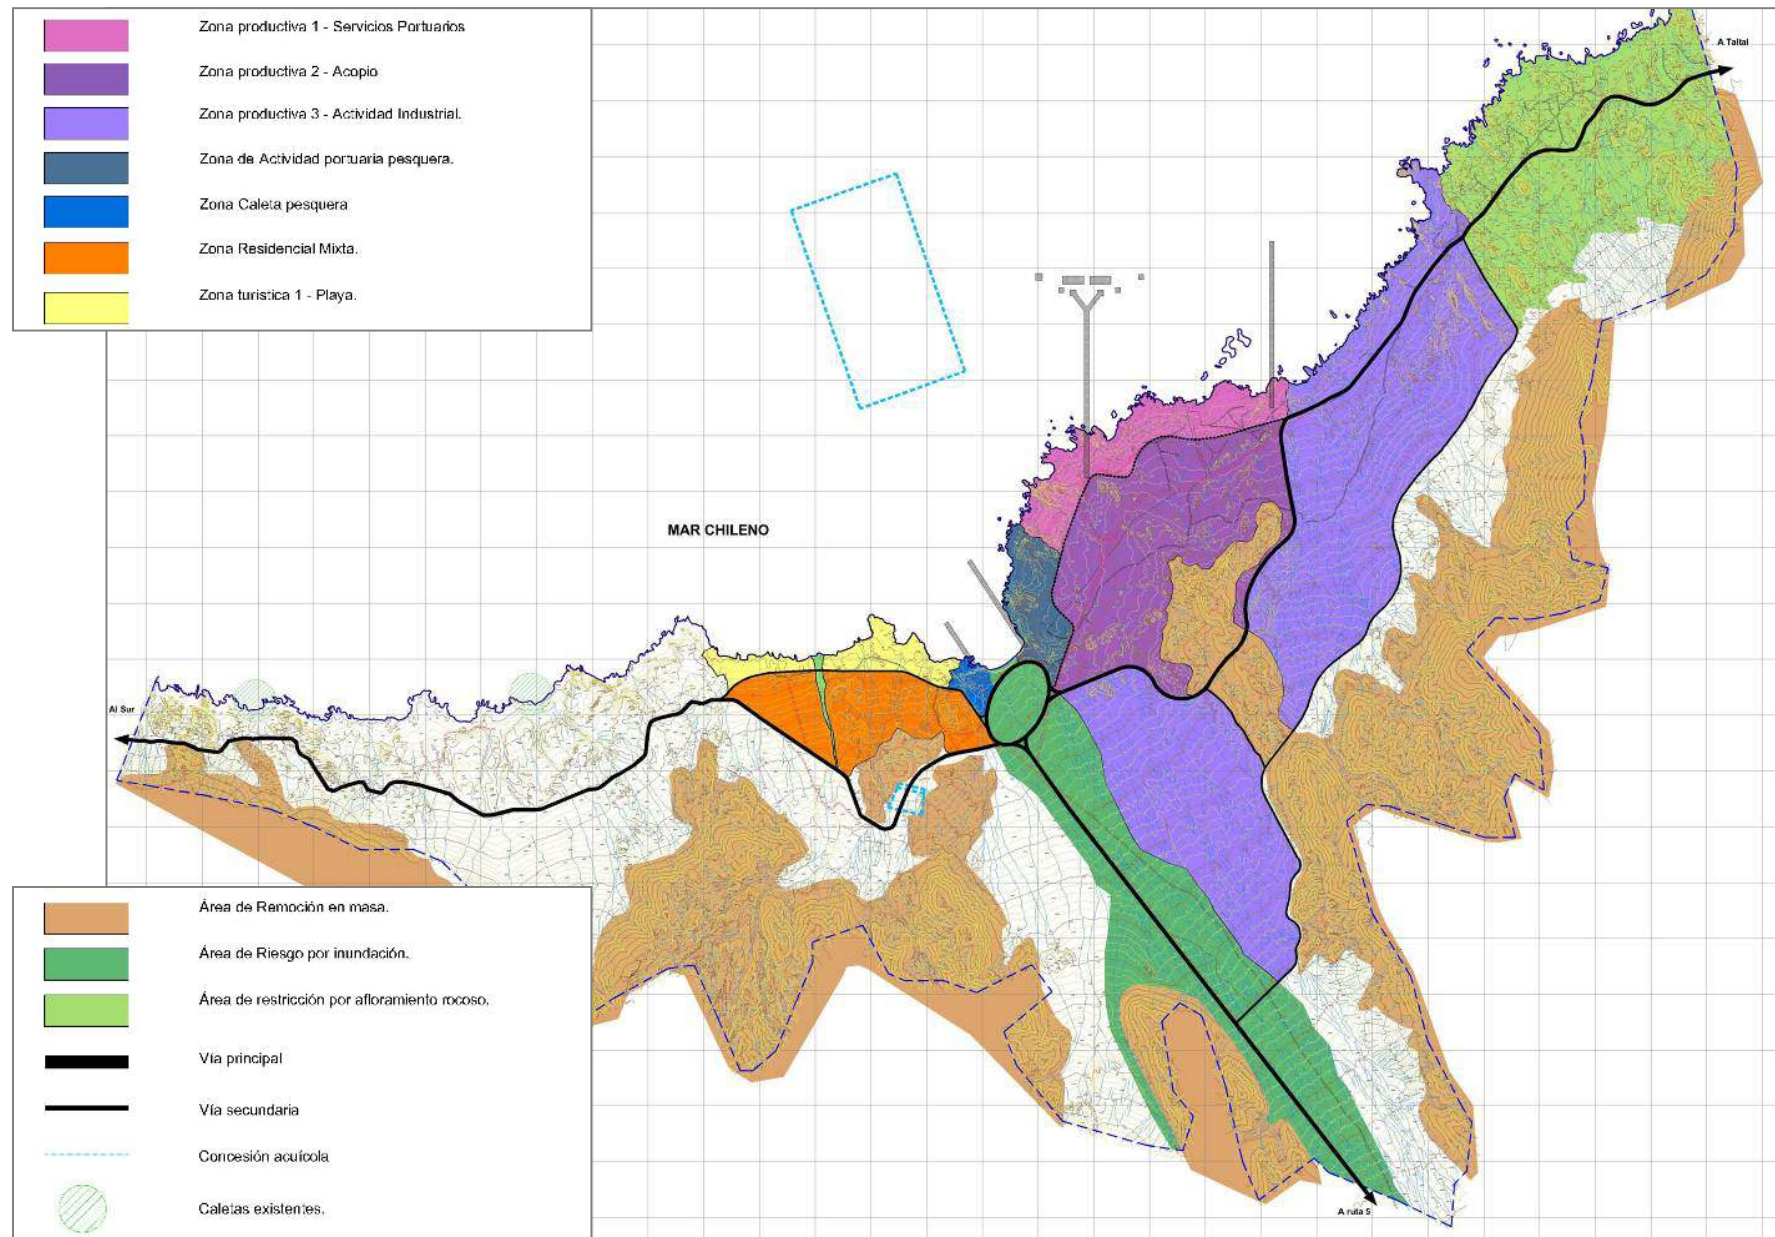 Zona productiva 1 - Servicios Portuarios
Zona productiva 2 - Acopio
Zona productiva 3 - Actividad Industrial.
Zona de Actividad portuaria pesquera.
Zona Caleta pesquera
Zona Residencial Mixta.
Zona turistica 1 - Playa.
A Taltal
MAR CHILENO
Al Sur
Área de Remoción en masa.
Área de Riesgo por inundación.
Área de restricción por afloramiento rocoso.
Vía principal
Vía secundaria
Concesión acuícola
Caletas existentes.
A ruta 5